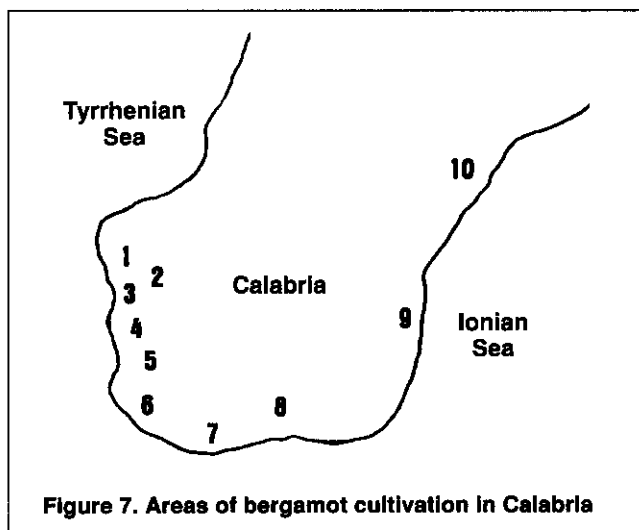 Tyrrhenian
Sea
10
1
2
Calabria
3
9
Ionian
Sea
4
5
6
8
7
Figure 7. Areas of bergamot cultivation in Calabria